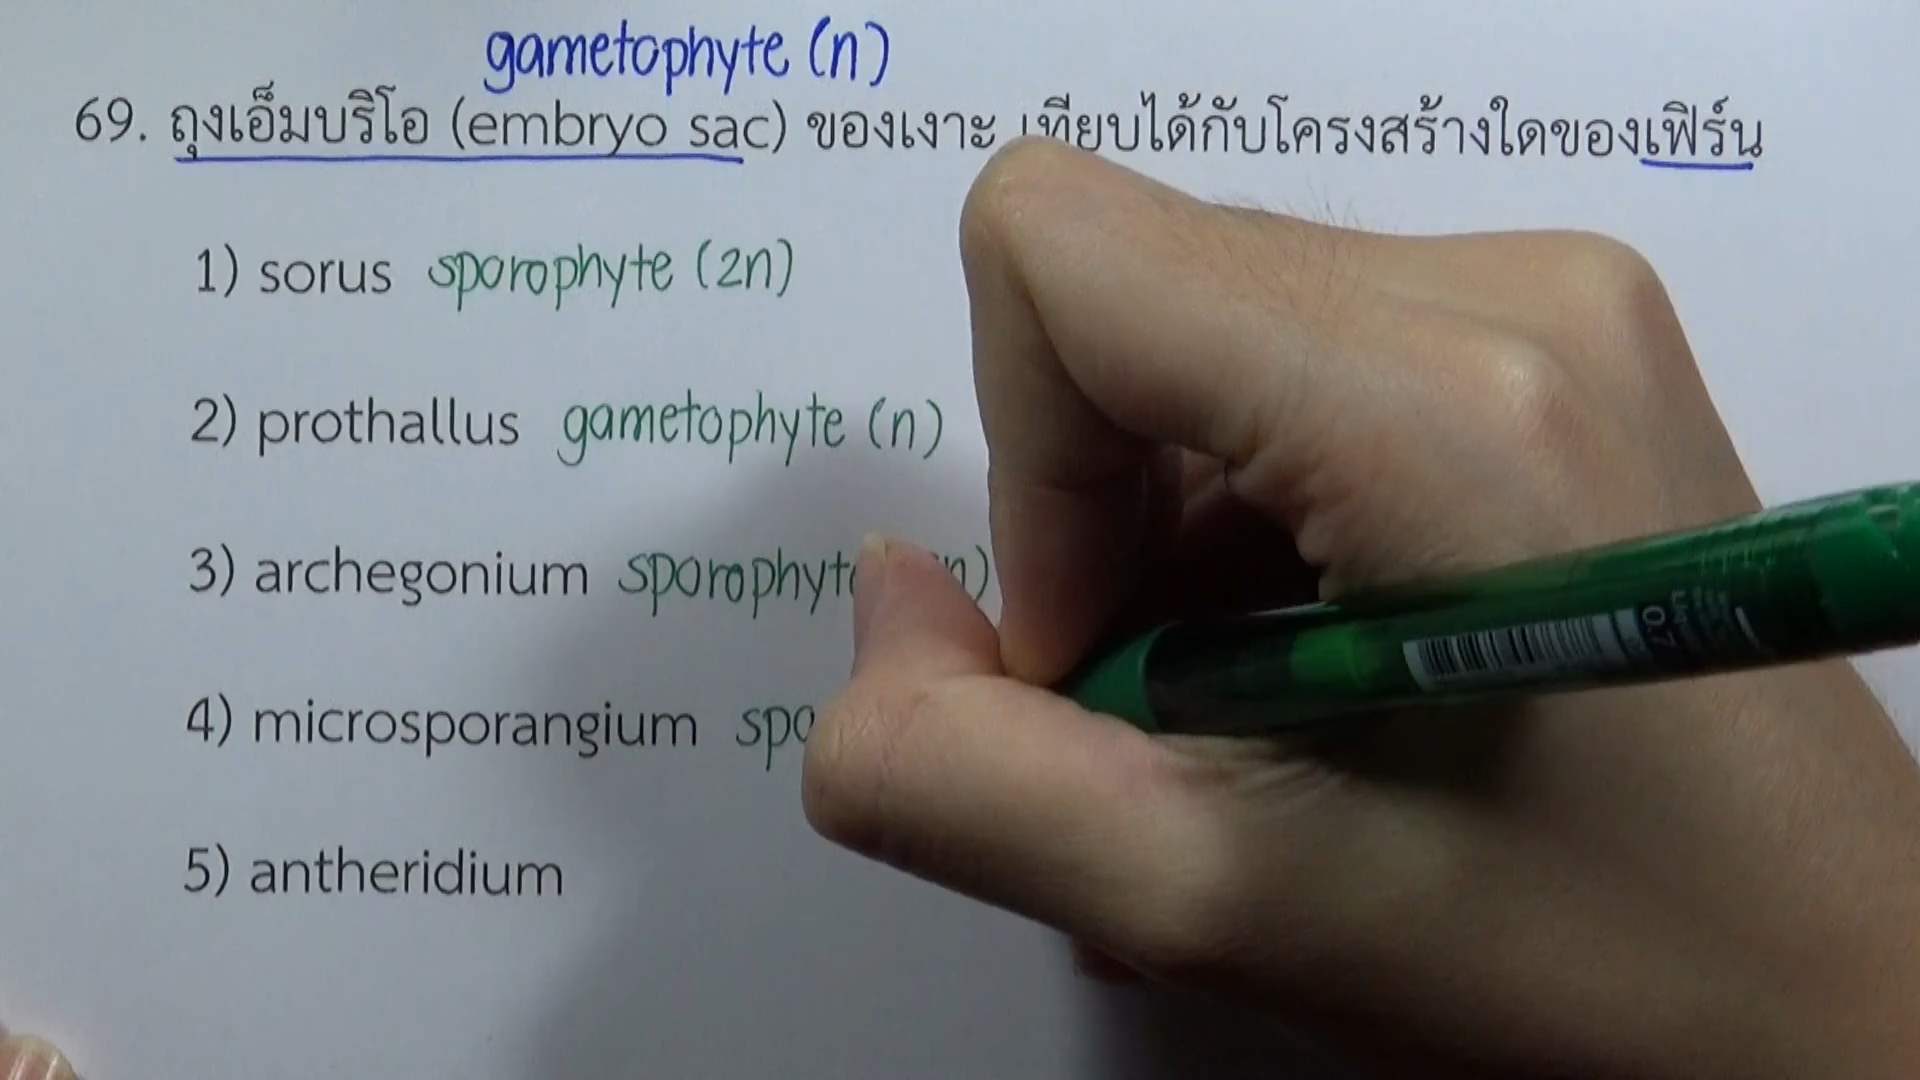 gametophyte (n)
69. ถุงเอ็มบริโอ (embryo sac) ของเงาะ เทียบได้กับโครงสร้างใดของเฟิร์น
1) sorus sporophyte (2n)
2) prothallus gametophyte (n)
3) archegonium sporophyt n)
4) microsporangium spo
5) antheridium
0.7